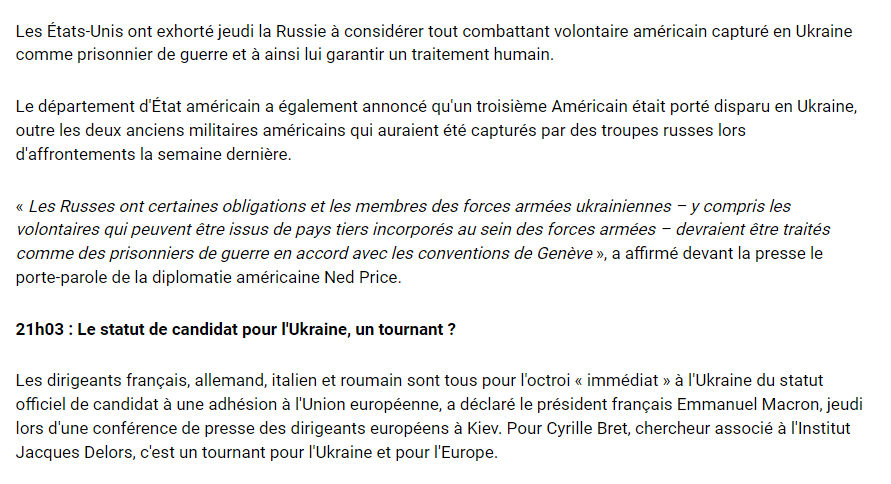 Les États-Unis ont exhorté jeudi la Russie à considérer tout combattant volontaire américain capturé en Ukraine
comme prisonnier de guerre et à ainsi lui garantir un traitement humain.
Le département d'État américain a également annoncé qu'un troisième Américain était porté disparu en Ukraine,
outre les deux anciens militaires américains qui auraient été capturés par des troupes russes lors
d'affrontements la semaine dernière.
« Les Russes ont certaines obligations et les membres des forces armées ukrainiennes – y compris les
volontaires qui peuvent être issus de pays tiers incorporés au sein des forces armées – devraient être traités
comme des prisonniers de guerre en accord avec les conventions de Genève », a affirmé devant la presse le
porte-parole de la diplomatie américaine Ned Price.
21h03 : Le statut de candidat pour l'Ukraine, un tournant ?
Les dirigeants français, allemand, italien et roumain sont tous pour l'octroi « immédiat » à l'Ukraine du statut
officiel de candidat à une adhésion à l'Union européenne, a déclaré le président français Emmanuel Macron, jeudi
lors d'une conférence de presse des dirigeants européens à Kiev. Pour Cyrille Bret, chercheur associé à l'Institut
Jacques Delors, c'est un tournant pour l'Ukraine et pour l'Europe.